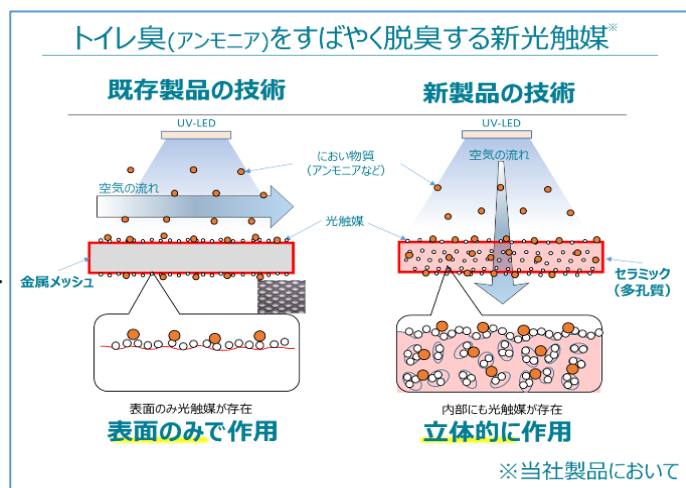 トイレ臭(アンモニア)をすばやく脱臭する新光触媒※
既存製品の技術
新製品の技術
UV-LED
UV-LED
におい物質
(アンモニアなど)
空気の流れ
空気の流れ
光触媒
金属メッシュ
セラミック
(多孔質)
表面のみ光触媒が存在
表面のみで作用
内部にも光触媒が存在
立体的に作用
※当社製品において